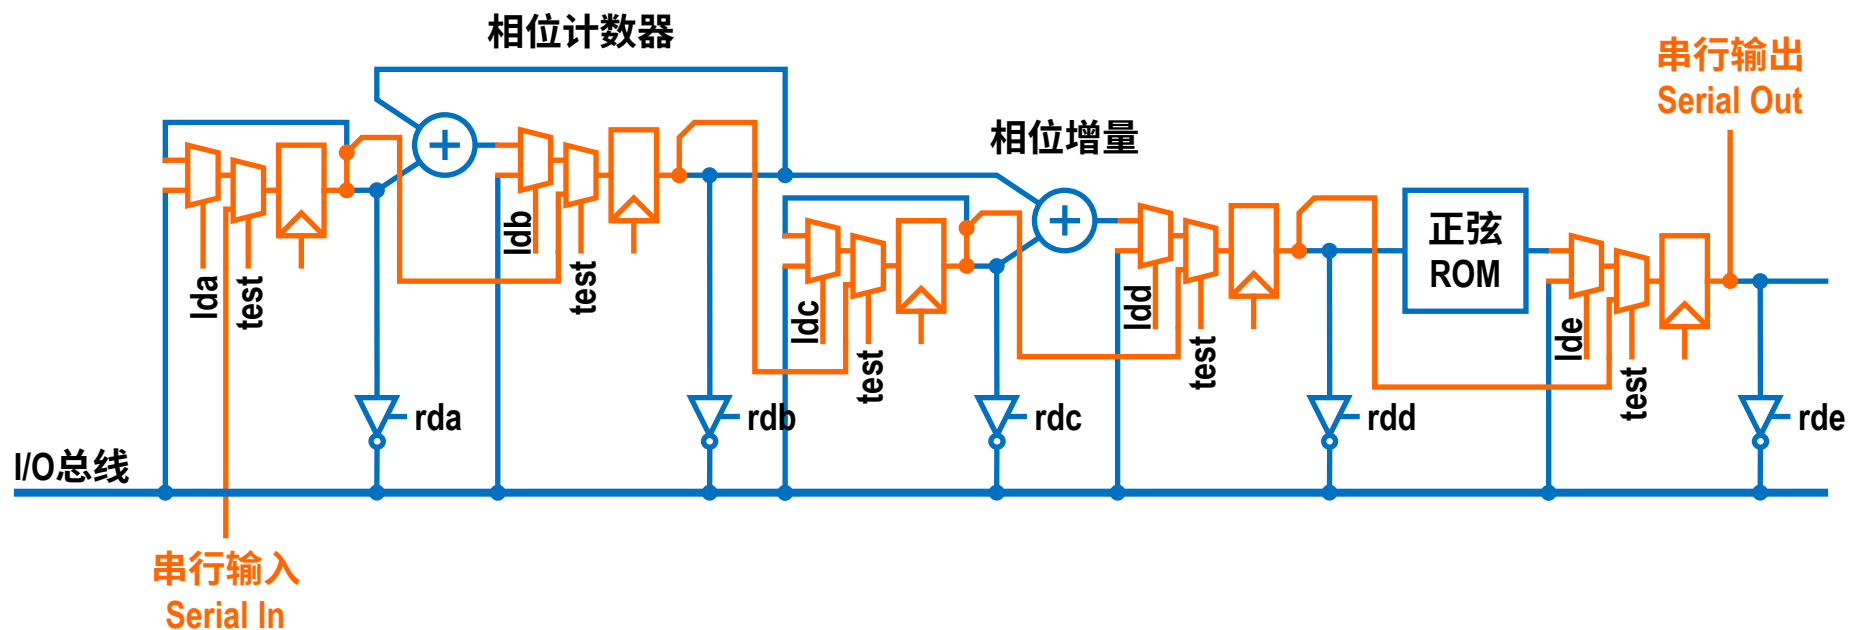 相位计数器
串行输出
Serial Out
相位增量
正弦
ROM
lda
test
ldb
test
ldc
test
ldd
test
lde
test
rda
rdb
rdc
rdd
rde
I/O总线
串行输入
Serial In